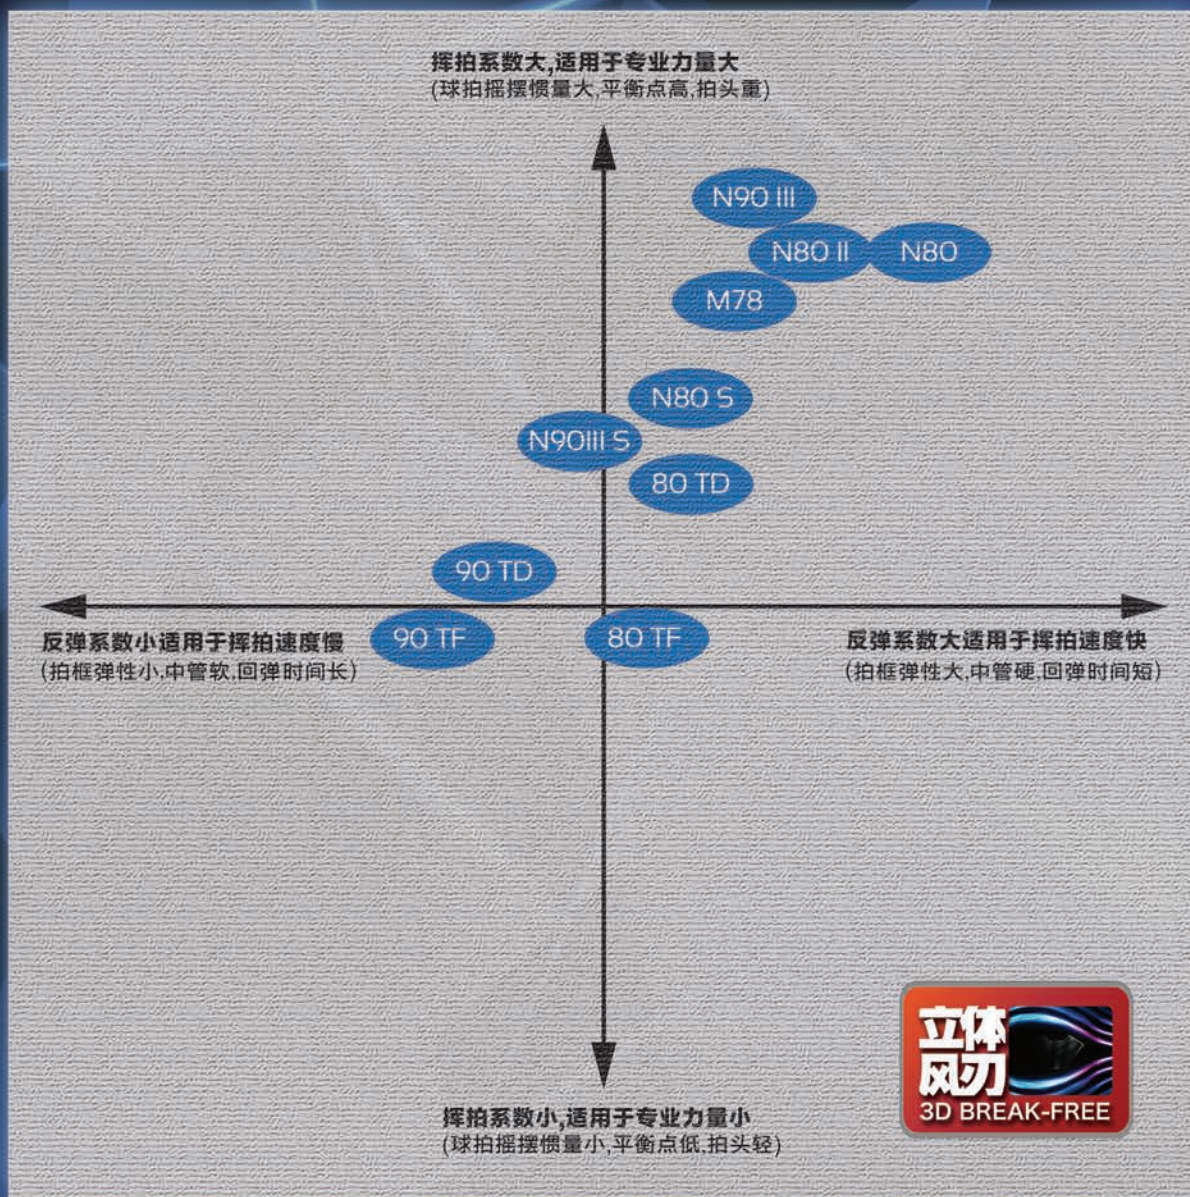 挥拍系数大,适用于专业力量大
(球拍摇摆惯量大,平衡点高,拍头重)
N90 III
N80 II
N80
M78
N80 S
N90III S
80 TD
90 TD
90 TF
80 TF
反弹系数小适用于挥拍速度慢
(拍框弹性小,中管软,回弹时间长)
反弹系数大适用于挥拍速度快
(拍框弹性大,中管硬,回弹时间短)
立体
风刃
3D BREAK-FREE
挥拍系数小,适用于专业力量小
(球拍摇摆惯量小,平衡点低,拍头轻)